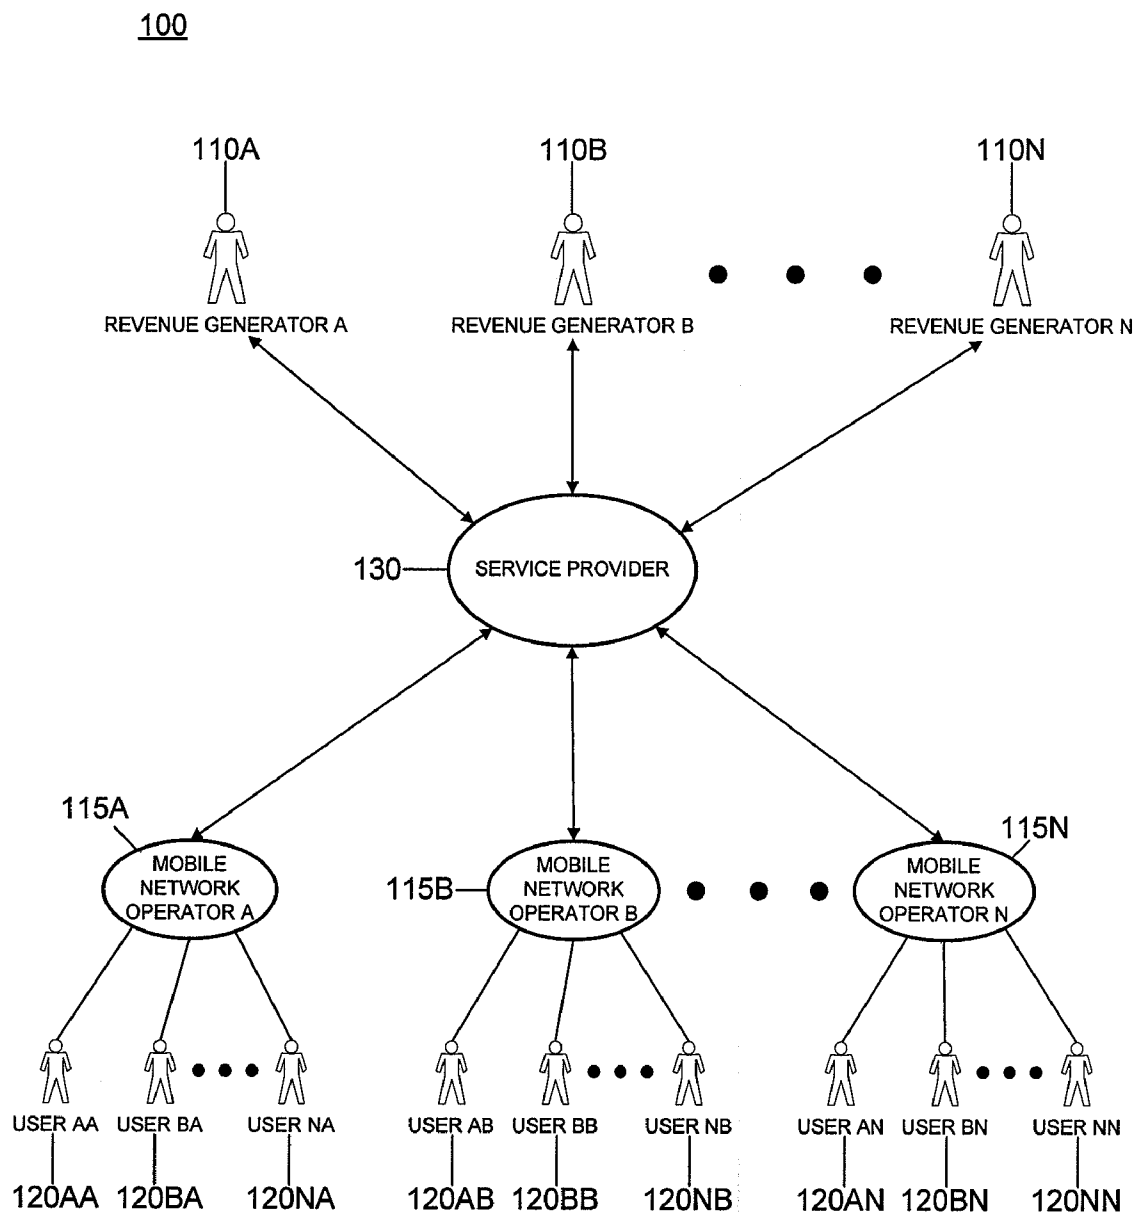 100
110A
110B
110N
REVENUE GENERATOR A
REVENUE GENERATOR B
REVENUE GENERATOR N
130
SERVICE PROVIDER
115A
115B
115N
MOBILE
NETWORK
OPERATOR A
MOBILE
NETWORK
OPERATOR B
MOBILE
NETWORK
OPERATOR N
USER AA
USER BA
USER NA
USER AB
USER BB
USER NB
USER AN
USER BN
USER NN
120AA
120BA
120NA
120AB
120BB
120NB
120AN
120BN
120NN